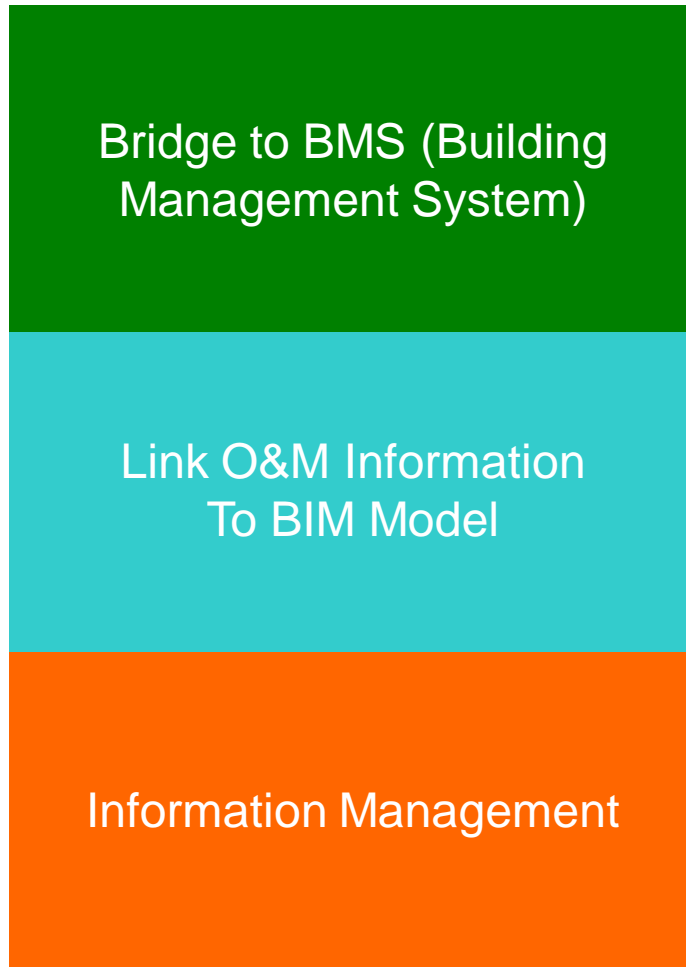 Bridge to BMS (Building
Management System)
Link O&M Information
To BIM Model
Information Management